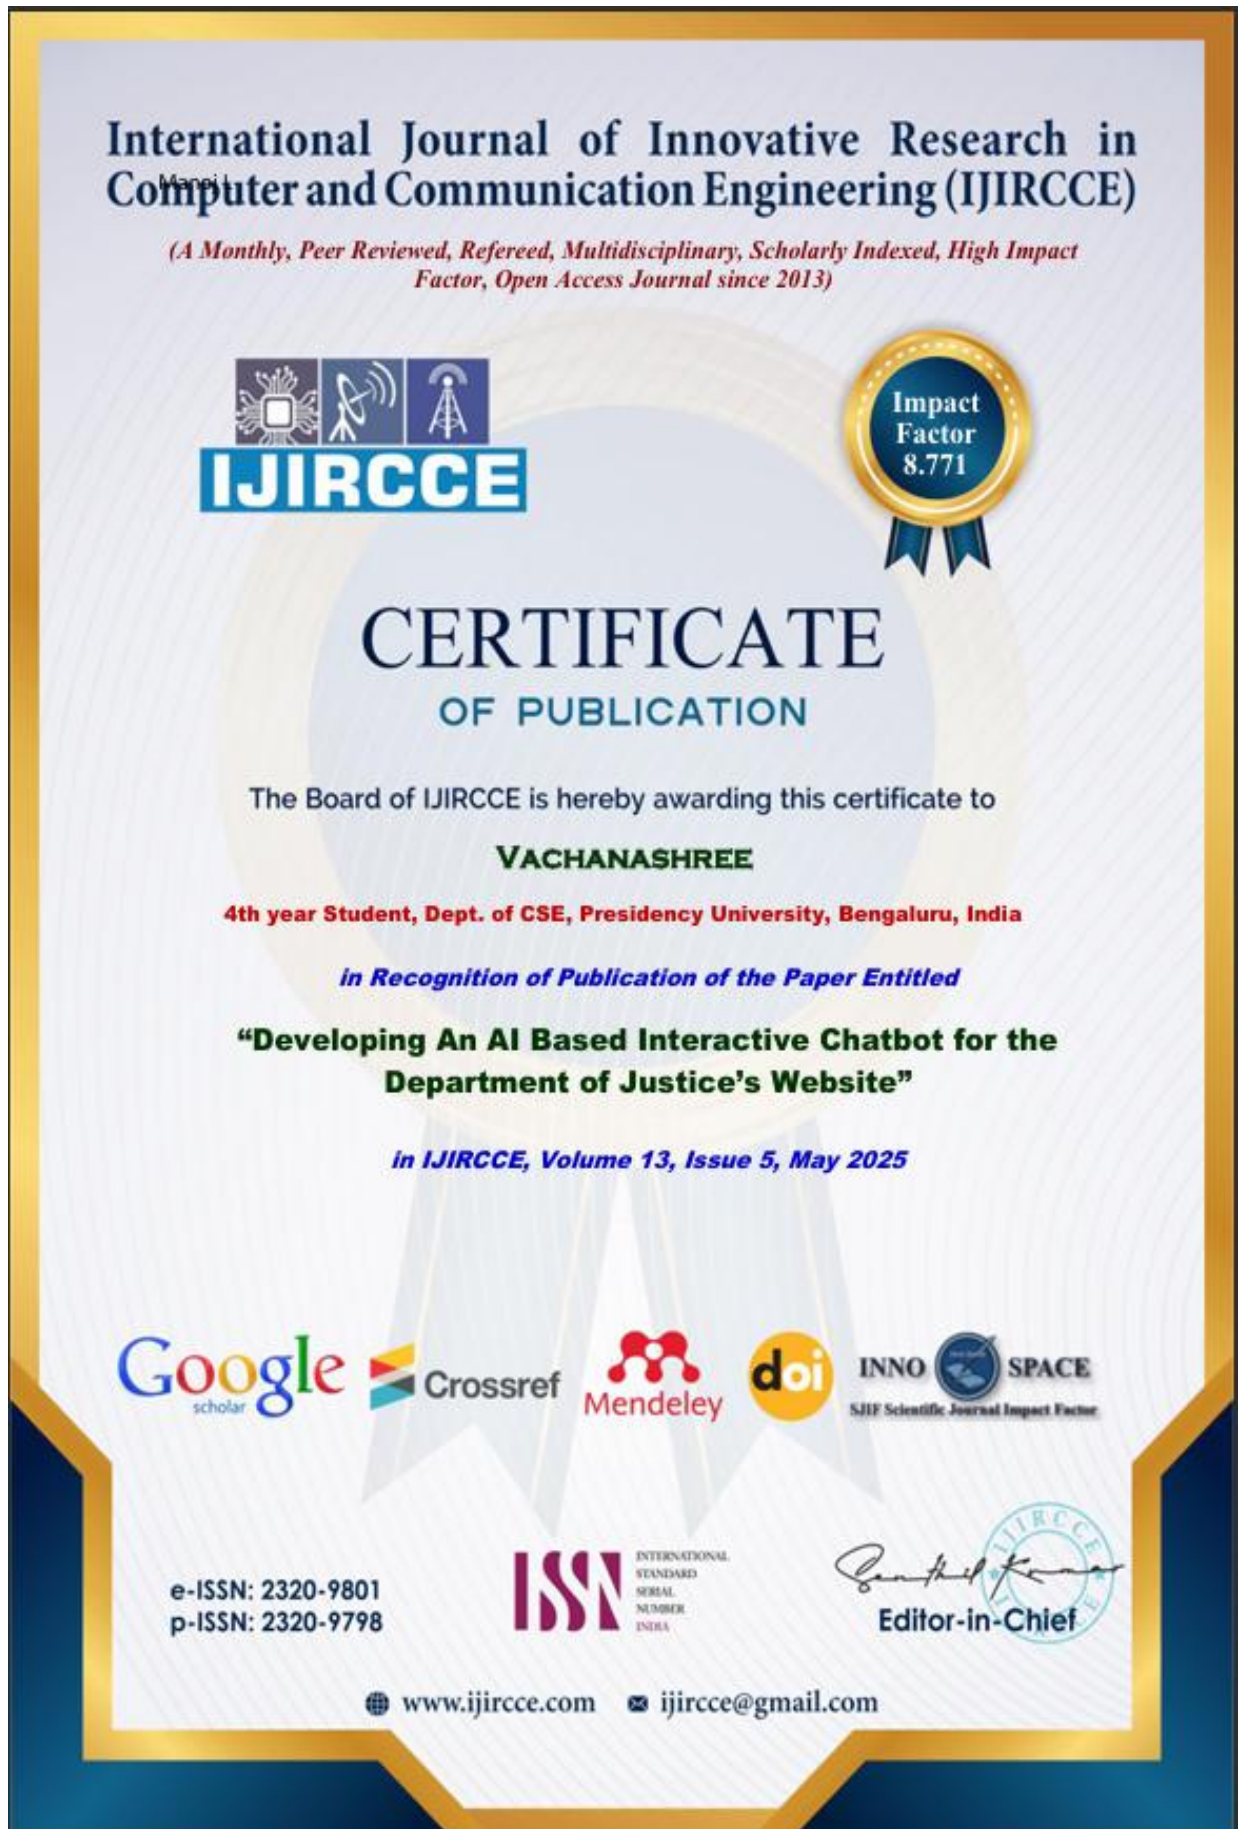 International Journal of Innovative Research in
Manoj L
Computer and Communication Engineering (IJIRCCE)
(A Monthly, Peer Reviewed, Refereed, Multidisciplinary, Scholarly Indexed, High Impact
Factor, Open Access Journal since 2013)
IJIRCCE
Impact
Factor
8.771
CERTIFICATE
OF PUBLICATION
The Board of IJIRCCE is hereby awarding this certificate to
VACHANASHREE
4th year Student, Dept. of CSE, Presidency University, Bengaluru, India
in Recognition of Publication of the Paper Entitled
“Developing An AI Based Interactive Chatbot for the
Department of Justice’s Website”
in IJIRCCE, Volume 13, Issue 5, May 2025
Google
scholar
Crossref
Mendeley
doi
INNO SPACE
SJIF Scientific Journal Impact Factor
e-ISSN: 2320-9801
p-ISSN: 2320-9798
ISSN
INTERNATIONAL
STANDARD
SERIAL
NUMBER
INDIA
IJIRCCE
Senthil Kumar
Editor-in-Chief
www.ijircce.com ijircce@gmail.com